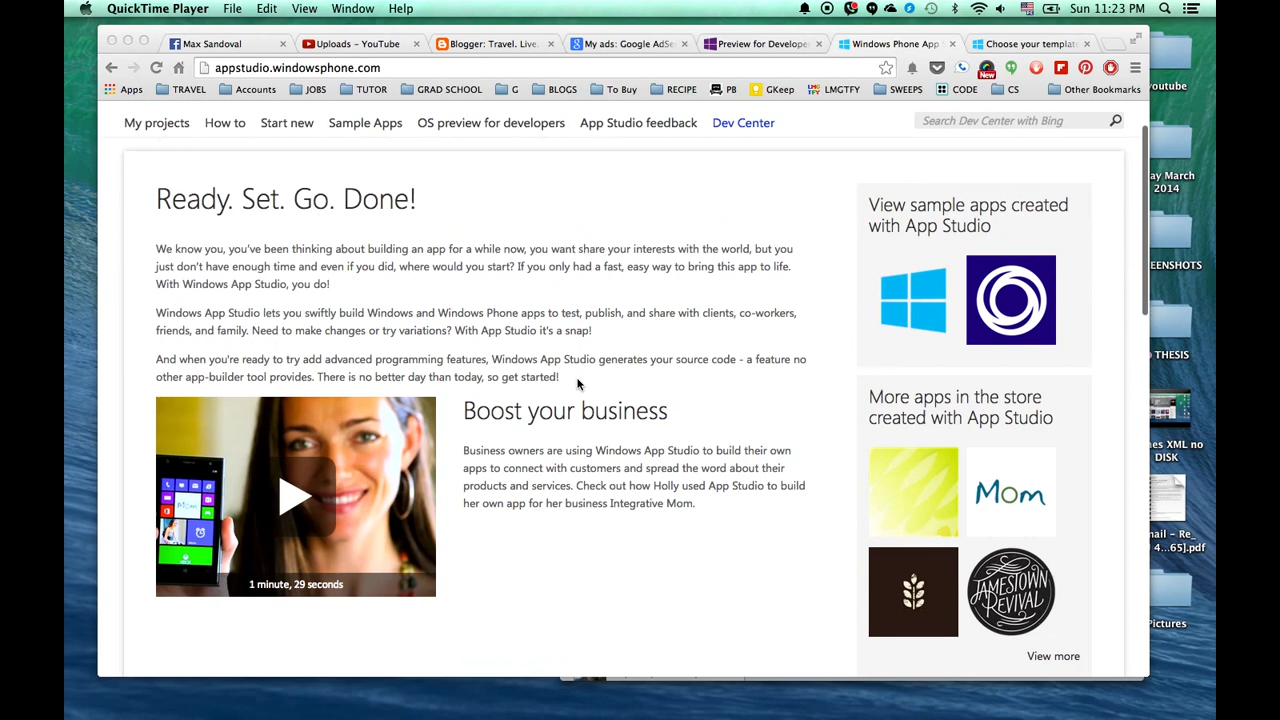 QuickTime Player File Edit View Window Help Sun 11:23 PM
Max Sandoval Uploads - YouTube Blogger: Travel. Live. My ads: Google AdSe Preview for Develope Windows Phone App Choose your templat
appstudio.windowsphone.com
New
Apps TRAVEL Accounts JOBS TUTOR GRAD SCHOOL G BLOGS To Buy RECIPE PB GKeep LMGTFY SWEEPS CODE CS Other Bookmarks
My projects How to Start new Sample Apps OS preview for developers App Studio feedback Dev Center Search Dev Center with Bing
Ready. Set. Go. Done!
We know you, you've been thinking about building an app for a while now, you want share your interests with the world, but you
just don't have enough time and even if you did, where would you start? If you only had a fast, easy way to bring this app to life.
With Windows App Studio, you do!
Windows App Studio lets you swiftly build Windows and Windows Phone apps to test, publish, and share with clients, co-workers,
friends, and family. Need to make changes or try variations? With App Studio it's a snap!
And when you're ready to try add advanced programming features, Windows App Studio generates your source code - a feature no
other app-builder tool provides. There is no better day than today, so get started!
1 minute, 29 seconds
Boost your business
Business owners are using Windows App Studio to build their own
apps to connect with customers and spread the word about their
products and services. Check out how Holly used App Studio to build
her own app for her business Integrative Mom.
View sample apps created
with App Studio
More apps in the store
created with App Studio
Mom
JAMESTOWN
REVIVAL
View more
youtube
ay March
2014
EENSHOTS
THESIS
es XML no
DISK
mail – Re_
4...65].pdf
Pictures